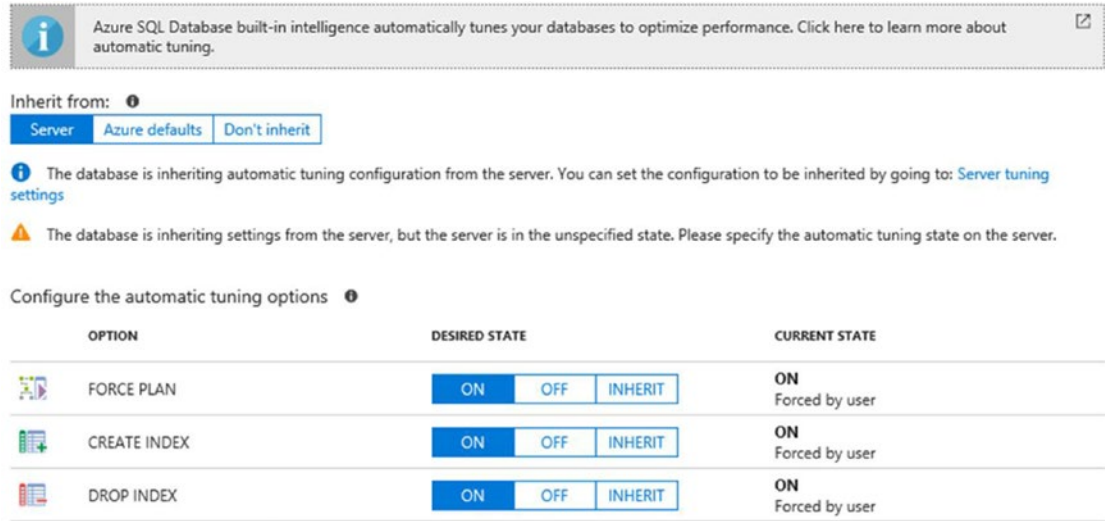 Azure SQL Database built-in intelligence automatically tunes your databases to optimize performance. Click here to learn more about
automatic tuning.
Inherit from:
Server Azure defaults Don't inherit
The database is inheriting automatic tuning configuration from the server. You can set the configuration to be inherited by going to: Server tuning
settings
The database is inheriting settings from the server, but the server is in the unspecified state. Please specify the automatic tuning state on the server.
Configure the automatic tuning options
OPTION DESIRED STATE CURRENT STATE
FORCE PLAN ON OFF INHERIT ON
Forced by user
CREATE INDEX ON OFF INHERIT ON
Forced by user
DROP INDEX ON OFF INHERIT ON
Forced by user